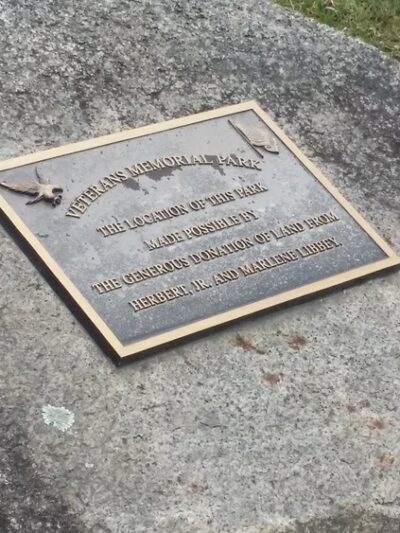 VETERANS MEMORIAL PARK
THE LOCATION OF THIS PARK
MADE POSSIBLE BY
THE GENEROUS DONATION OF LAND FROM
HERBERT, JR. AND MARLENE LIBBEY.